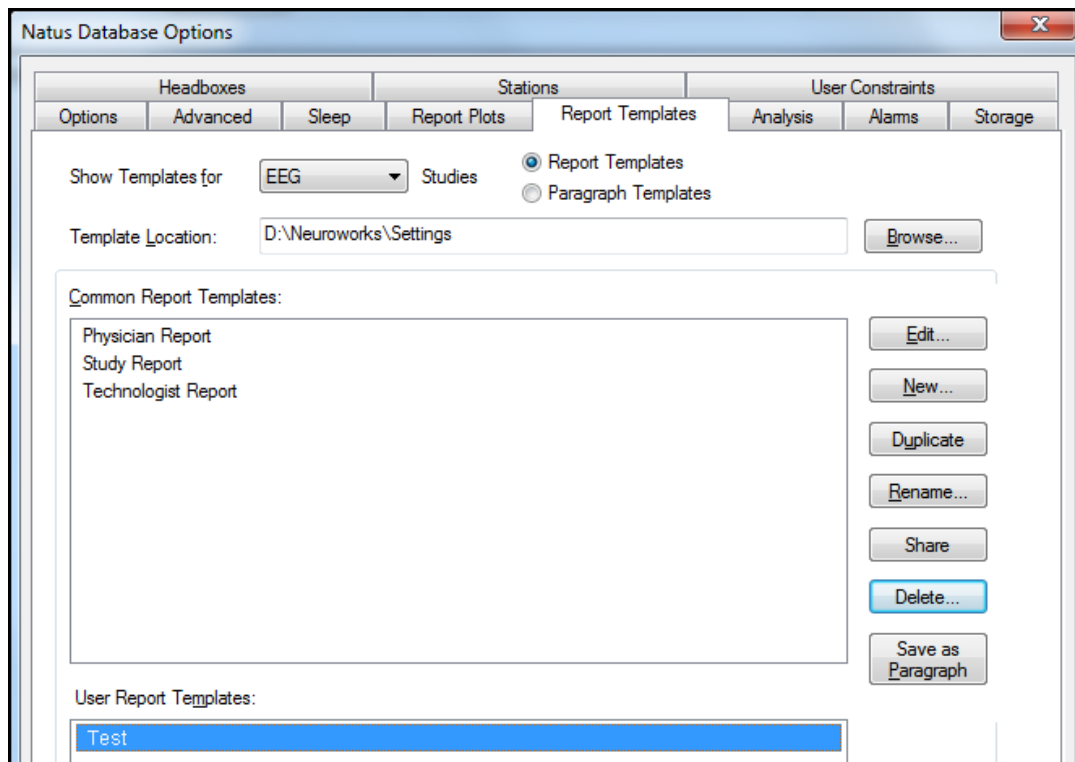 Natus Database Options
X
Headboxes Stations User Constraints
Options Advanced Sleep Report Plots Report Templates Analysis Alarms Storage
Show Templates for EEG Studies
Report Templates
Paragraph Templates
Template Location: D:\Neuroworks\Settings Browse...
Common Report Templates:
Physician Report
Study Report
Technologist Report
Edit...
New...
Duplicate
Rename...
Share
Delete...
Save as
Paragraph
User Report Templates:
Test